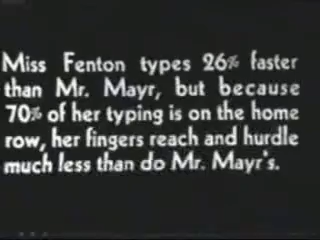 Miss Fenton types 26% faster
than Mr. Mayr, but because
70% of her typing is on the home
row, her fingers reach and hurdle
much less than do Mr. Mayr's.